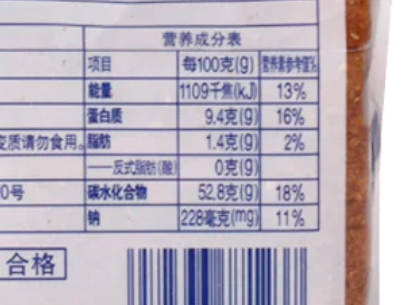 营养成分表
项目 每100克(g) 营养素参考值%
能量 1109千焦(kJ) 13%
蛋白质 9.4克(g) 16%
变质请勿食用。 脂肪 1.4克(g) 2%
——反式脂肪(酸) 0克(g)
0号 碳水化合物 52.8克(g) 18%
钠 228毫克(mg) 11%
合格